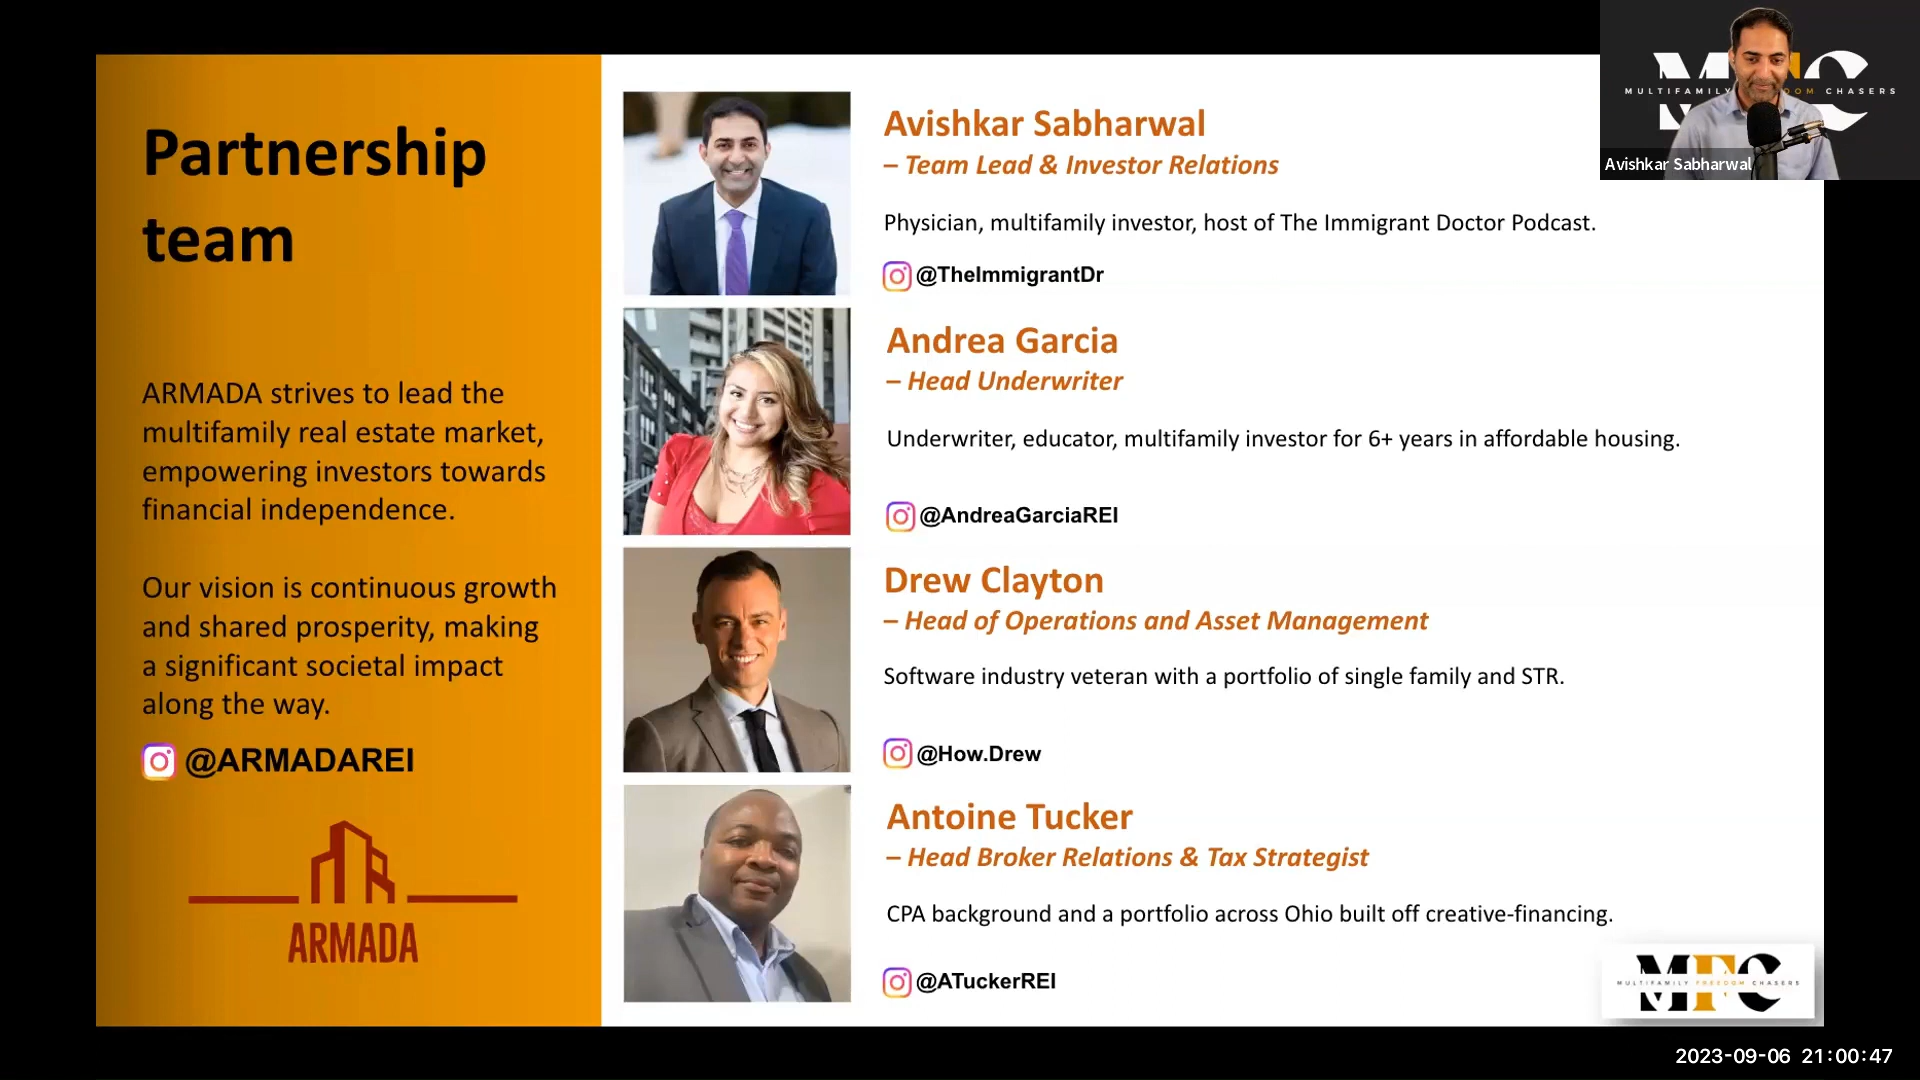 Partnership
team
ARMADA strives to lead the
multifamily real estate market,
empowering investors towards
financial independence.
Our vision is continuous growth
and shared prosperity, making
a significant societal impact
along the way.
@ARMADAREI
ARMADA
Avishkar Sabharwal
– Team Lead & Investor Relations
Physician, multifamily investor, host of The Immigrant Doctor Podcast.
@TheImmigrantDr
Andrea Garcia
– Head Underwriter
Underwriter, educator, multifamily investor for 6+ years in affordable housing.
@AndreaGarciaREI
Drew Clayton
– Head of Operations and Asset Management
Software industry veteran with a portfolio of single family and STR.
@How.Drew
Antoine Tucker
– Head Broker Relations & Tax Strategist
CPA background and a portfolio across Ohio built off creative-financing.
@ATuckerREI
MFC
MULTIFAMILY FREEDOM CHASERS
MULTIFAMILY CHASERS
Avishkar Sabharwal
2023-09-06 21:00:47